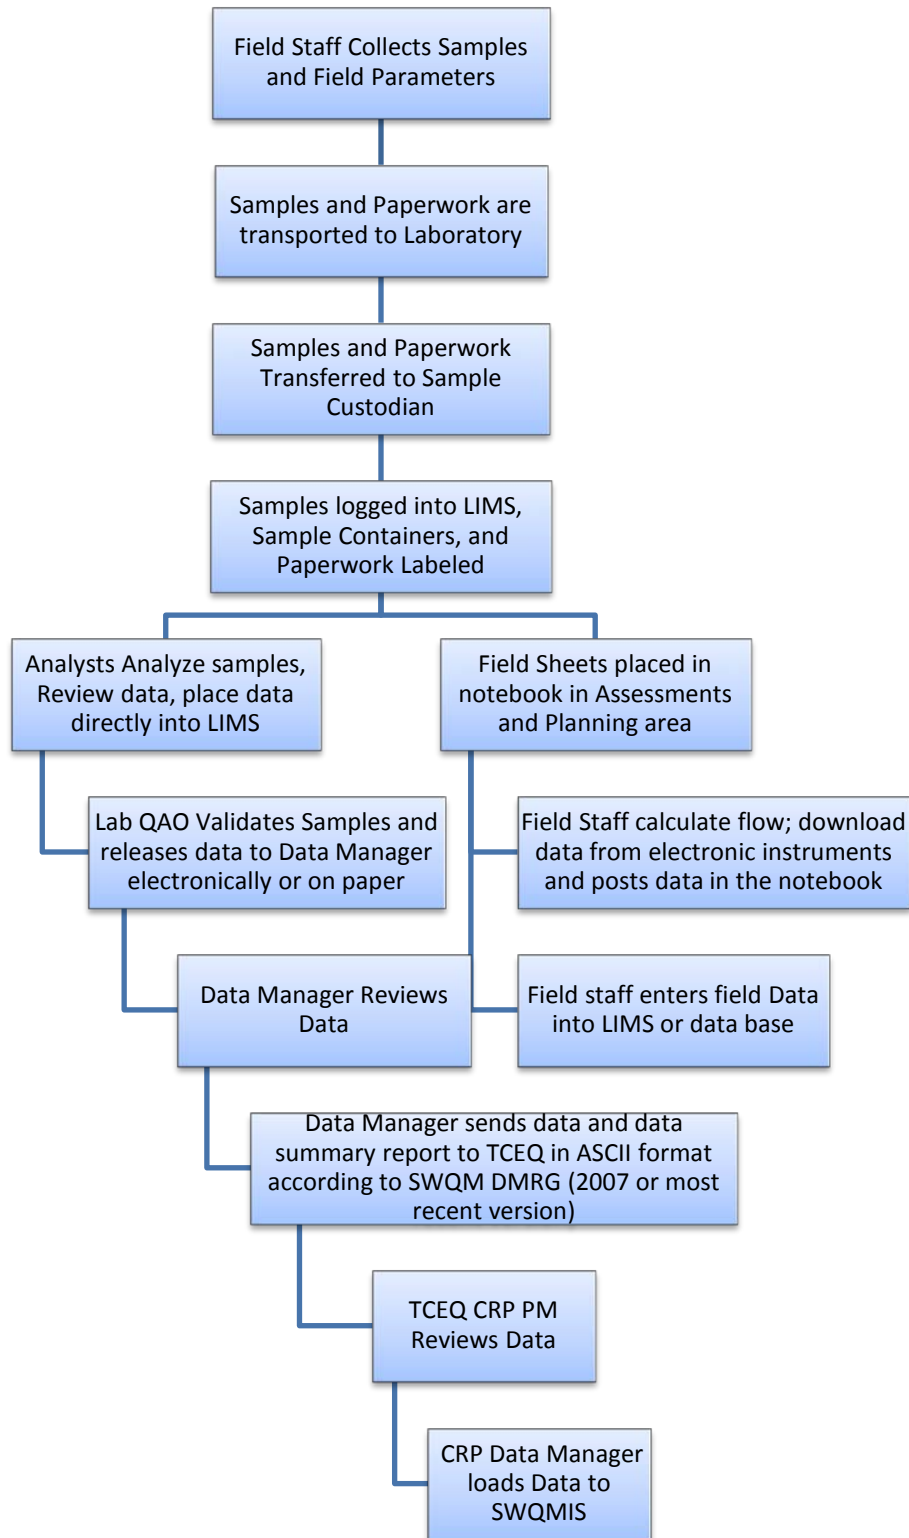 Field Staff Collects Samples
and Field Parameters
Samples and Paperwork are
transported to Laboratory
Samples and Paperwork
Transferred to Sample
Custodian
Samples logged into LIMS,
Sample Containers, and
Paperwork Labeled
Analysts Analyze samples,
Review data, place data
directly into LIMS
Field Sheets placed in
notebook in Assessments
and Planning area
Lab QAO Validates Samples and
releases data to Data Manager
electronically or on paper
Field Staff calculate flow; download
data from electronic instruments
and posts data in the notebook
Data Manager Reviews
Data
Field staff enters field Data
into LIMS or data base
Data Manager sends data and data
summary report to TCEQ in ASCII format
according to SWQM DMRG (2007 or most
recent version)
TCEQ CRP PM
Reviews Data
CRP Data Manager
loads Data to
SWQMIS